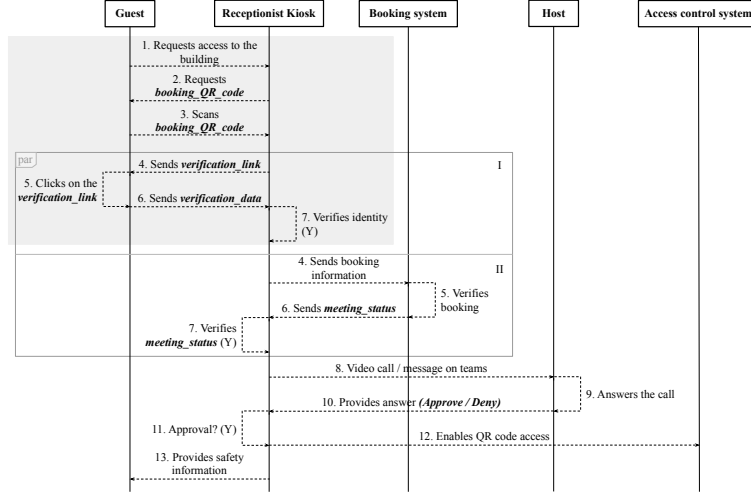 Guest
Receptionist Kiosk
Booking system
Host
Access control system
1. Requests access to the
building
2. Requests
booking_QR_code
3. Scans
booking_QR_code
par
4. Sends verification_link
I
5. Clicks on the
verification_link
6. Sends verification_data
7. Verifies identity
(Y)
4. Sends booking
information
II
5. Verifies
booking
6. Sends meeting_status
7. Verifies
meeting_status (Y)
8. Video call / message on teams
9. Answers the call
10. Provides answer (Approve / Deny)
11. Approval? (Y)
12. Enables QR code access
13. Provides safety
information